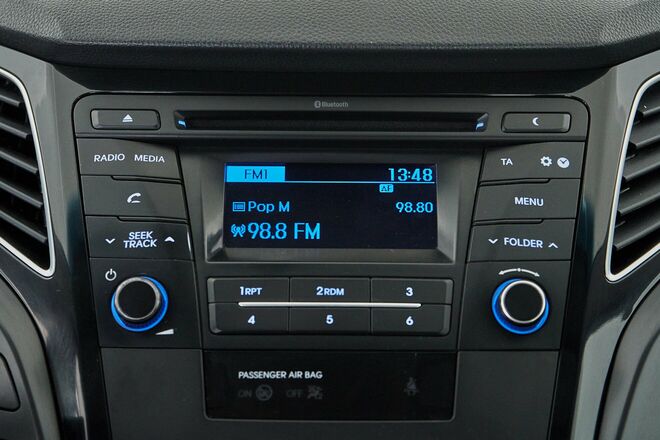 Bluetooth
RADIO MEDIA
TA
MENU
SEEK
TRACK
FOLDER
FM1 13:48
AF
Pop M 98.80
98.8 FM
1RPT 2RDM 3
4 5 6
PASSENGER AIR BAG
ON OFF